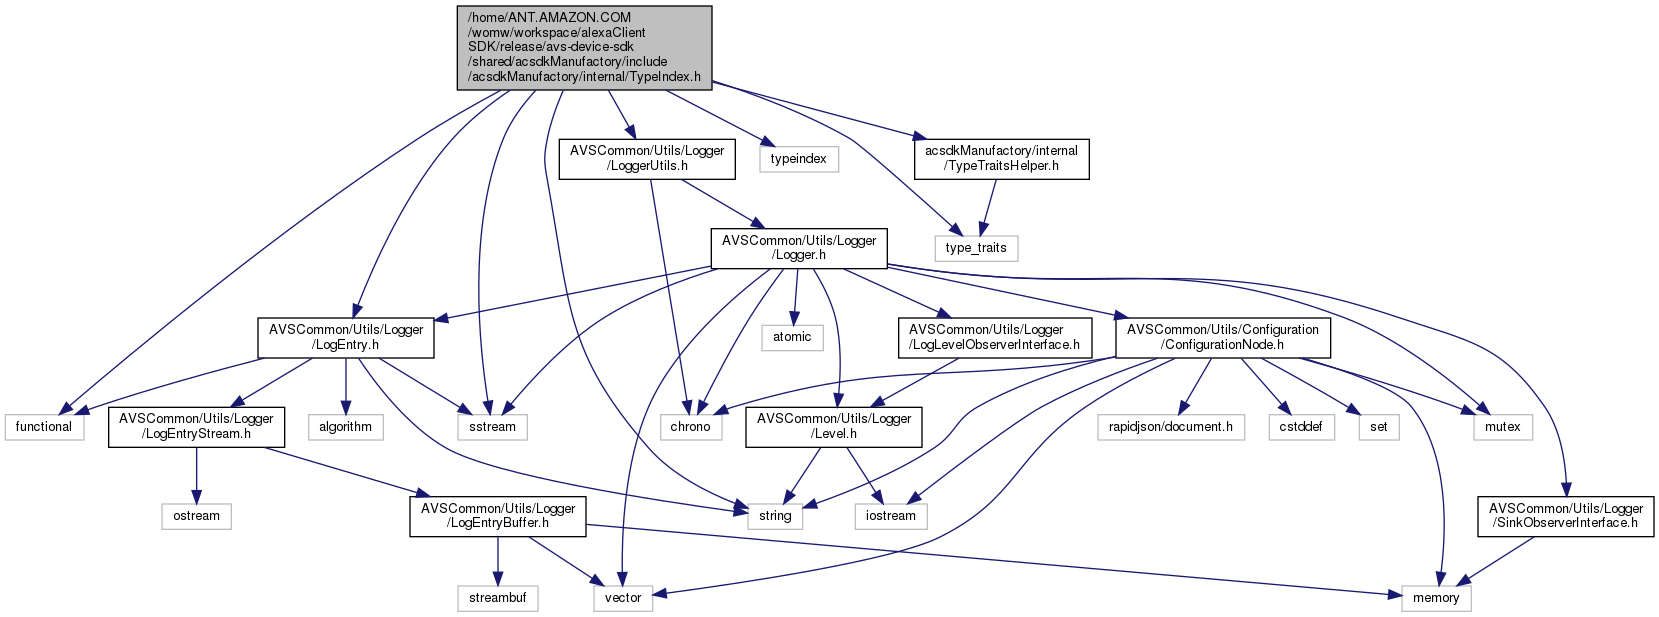 /home/ANT.AMAZON.COM
/womw/workspace/alexaClient
SDK/release/avs-device-sdk
/shared/acsdkManufactory/include
/acsdkManufactory/internal/TypeIndex.h
AVSCommon/Utils/Logger
/LoggerUtils.h
typeindex
acsdkManufactory/internal
/TypeTraitsHelper.h
AVSCommon/Utils/Logger
/Logger.h
type_traits
AVSCommon/Utils/Logger
/LogEntry.h
atomic
AVSCommon/Utils/Logger
/LogLevelObserverInterface.h
AVSCommon/Utils/Configuration
/ConfigurationNode.h
functional
AVSCommon/Utils/Logger
/LogEntryStream.h
algorithm
sstream
chrono
AVSCommon/Utils/Logger
/Level.h
rapidjson/document.h
cstddef
set
mutex
ostream
AVSCommon/Utils/Logger
/LogEntryBuffer.h
string
iostream
AVSCommon/Utils/Logger
/SinkObserverInterface.h
streambuf
vector
memory